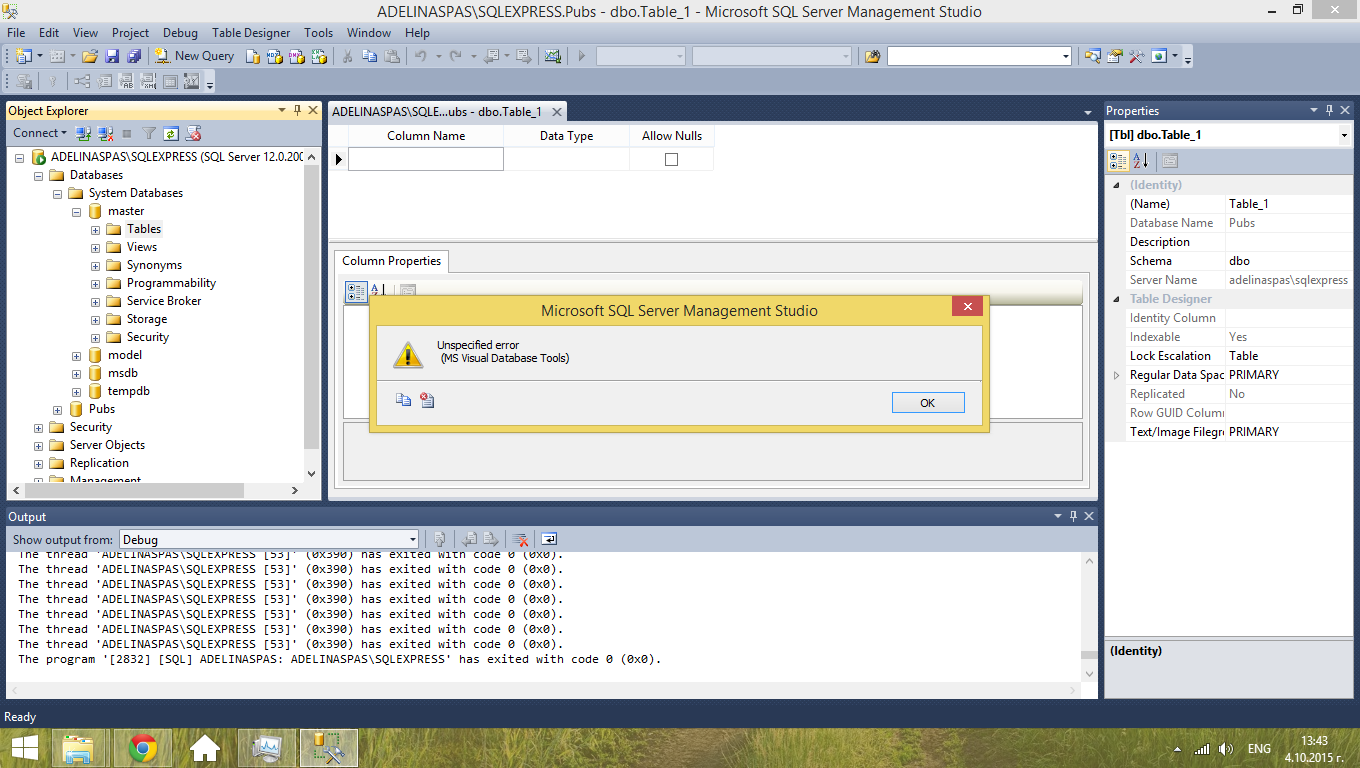 ADELINASPAS\SQLEXPRESS.Pubs - dbo.Table_1 - Microsoft SQL Server Management Studio
File Edit View Project Debug Table Designer Tools Window Help
New Query
Object Explorer
Connect
ADELINASPAS\SQLEXPRESS (SQL Server 12.0.200
Databases
System Databases
master
Tables
Views
Synonyms
Programmability
Service Broker
Storage
Security
model
msdb
tempdb
Pubs
Security
Server Objects
Replication
Management
ADELINASPAS\SQLE...ubs - dbo.Table_1
Column Name Data Type Allow Nulls
Column Properties
Microsoft SQL Server Management Studio
Unspecified error
(MS Visual Database Tools)
OK
Properties
[Tbl] dbo.Table_1
(Identity)
(Name) Table_1
Database Name Pubs
Description
Schema dbo
Server Name adelinaspas\sqlexpress
Table Designer
Identity Column
Indexable Yes
Lock Escalation Table
Regular Data Spac PRIMARY
Replicated No
Row GUID Column
Text/Image Filegr PRIMARY
(Identity)
Output
Show output from: Debug
The thread 'ADELINASPAS\SQLEXPRESS [53]' (0x390) has exited with code 0 (0x0).
The thread 'ADELINASPAS\SQLEXPRESS [53]' (0x390) has exited with code 0 (0x0).
The thread 'ADELINASPAS\SQLEXPRESS [53]' (0x390) has exited with code 0 (0x0).
The thread 'ADELINASPAS\SQLEXPRESS [53]' (0x390) has exited with code 0 (0x0).
The thread 'ADELINASPAS\SQLEXPRESS [53]' (0x390) has exited with code 0 (0x0).
The thread 'ADELINASPAS\SQLEXPRESS [53]' (0x390) has exited with code 0 (0x0).
The thread 'ADELINASPAS\SQLEXPRESS [53]' (0x390) has exited with code 0 (0x0).
The program '[2832] [SQL] ADELINASPAS: ADELINASPAS\SQLEXPRESS' has exited with code 0 (0x0).
Ready
ENG
13:43
4.10.2015 г.